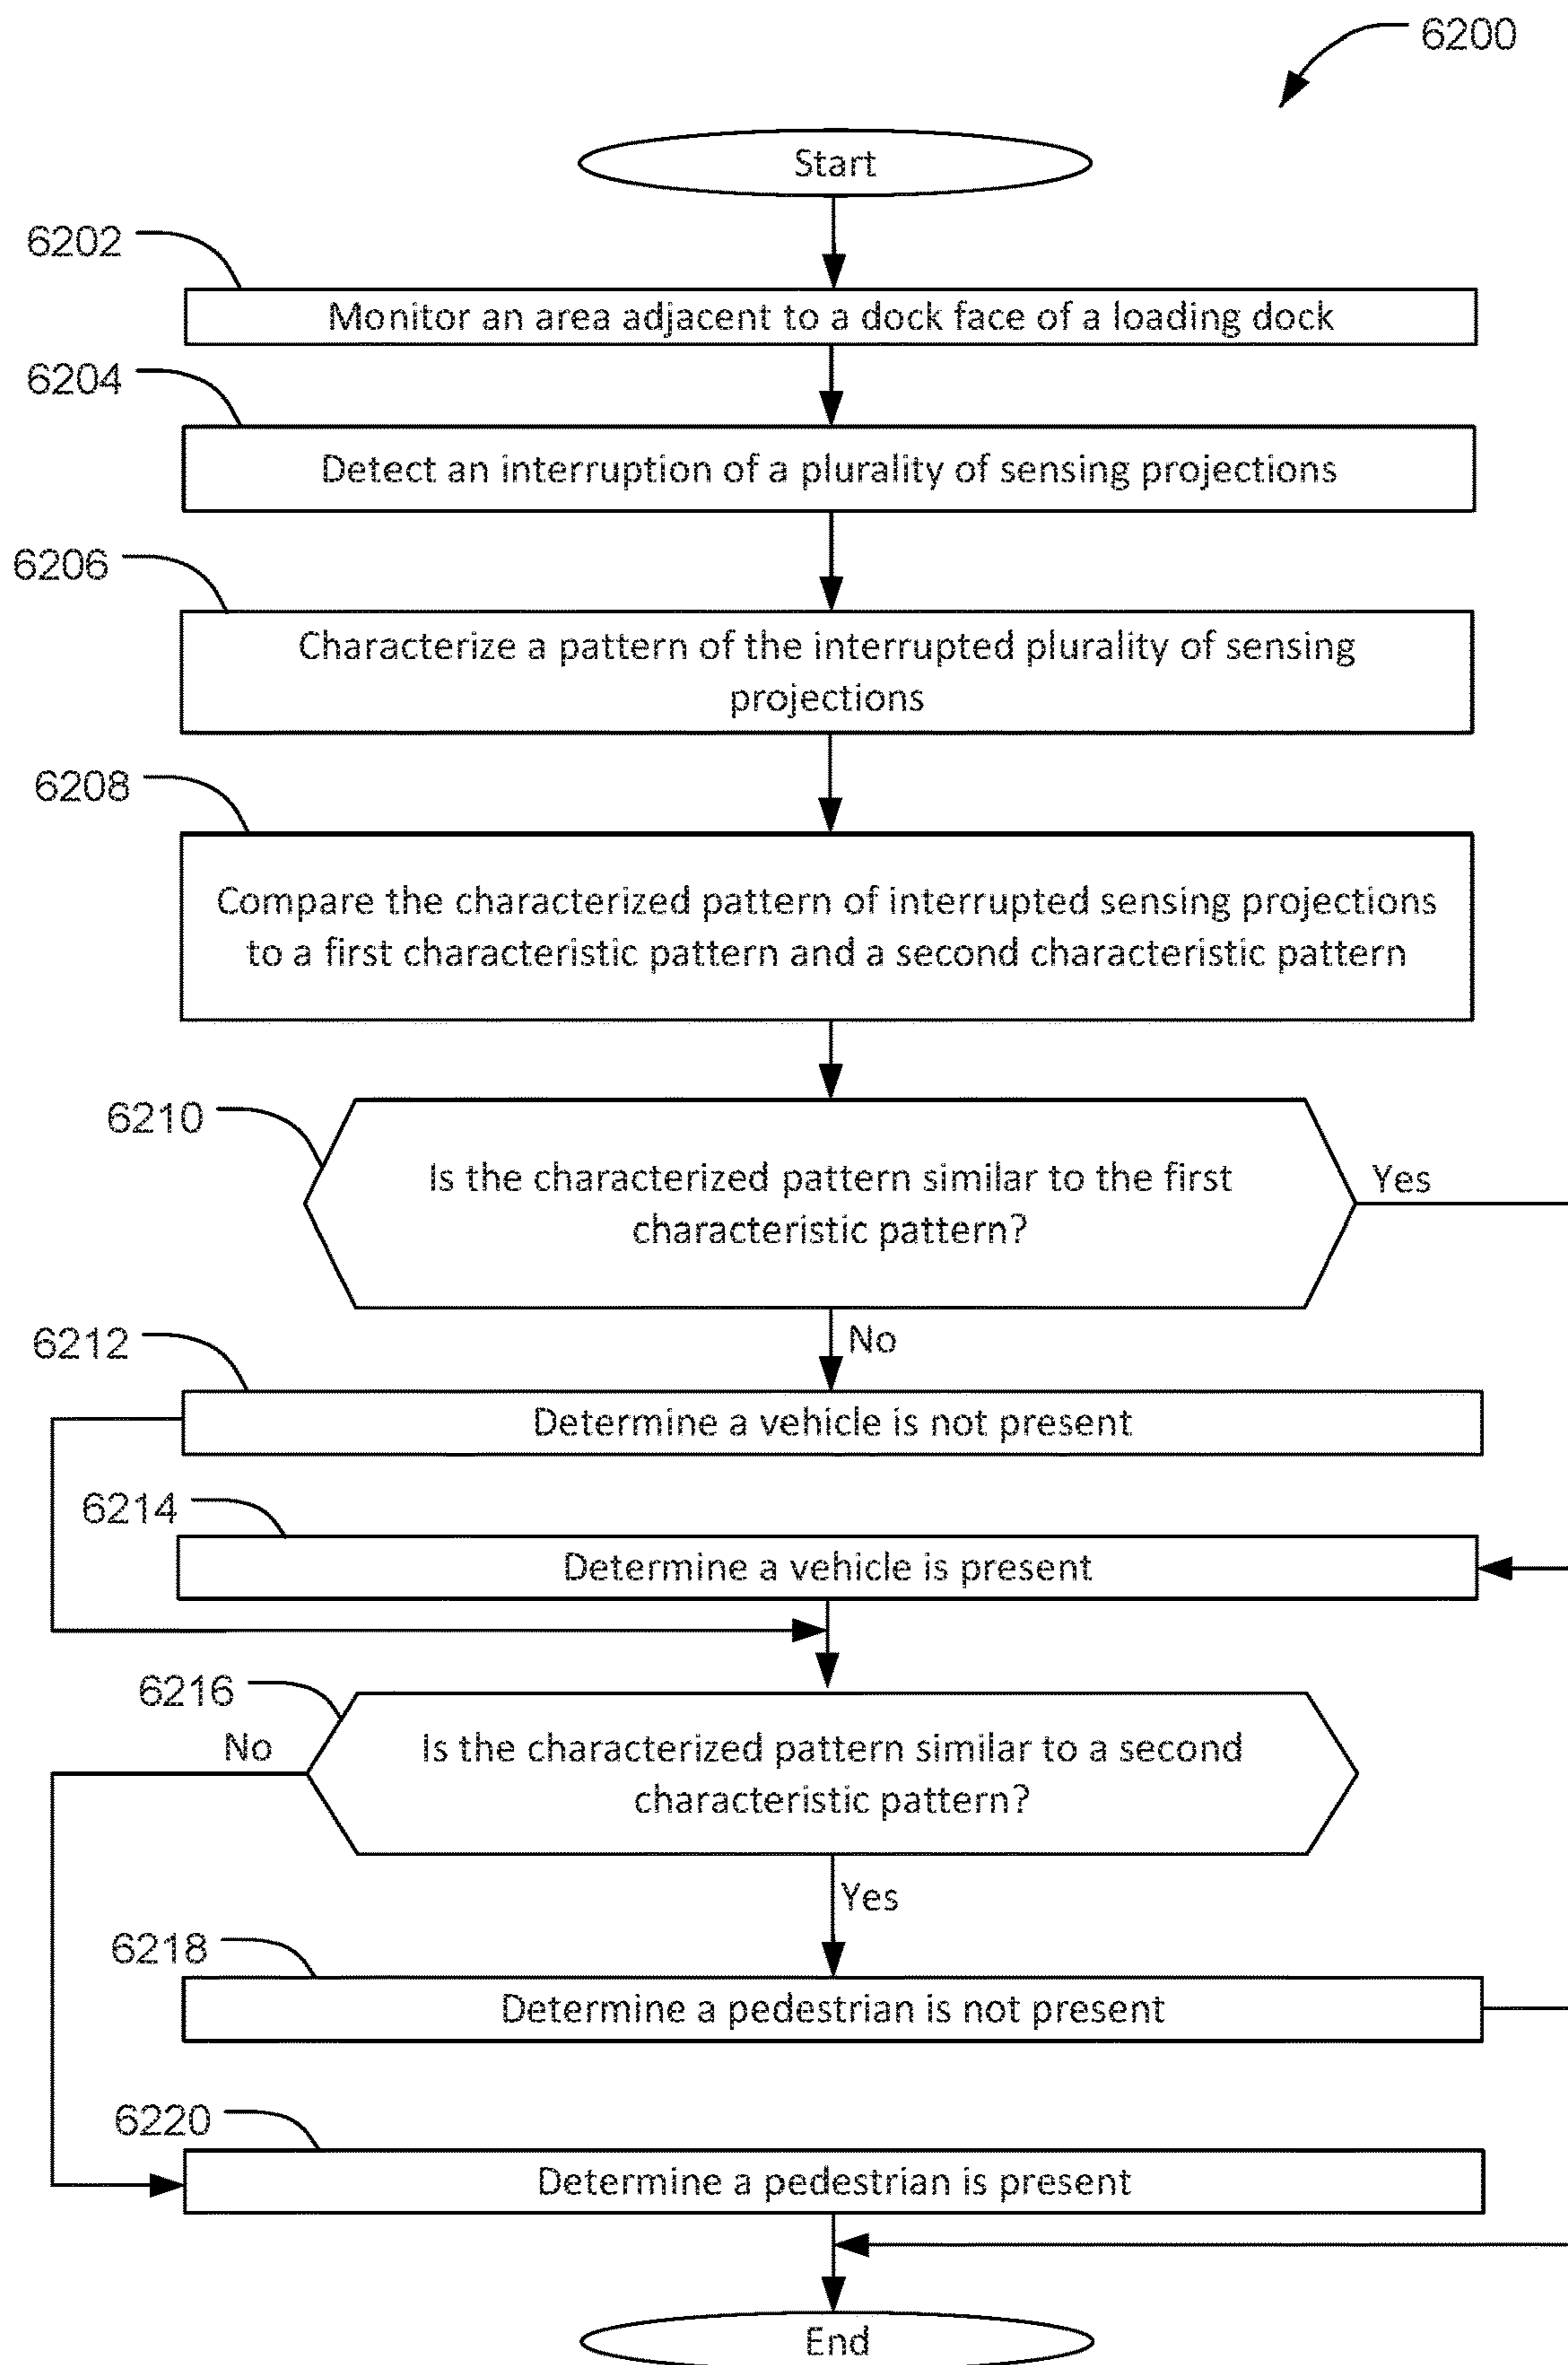 6200
Start
6202
Monitor an area adjacent to a dock face of a loading dock
6204
Detect an interruption of a plurality of sensing projections
6206
Characterize a pattern of the interrupted plurality of sensing
projections
6208
Compare the characterized pattern of interrupted sensing projections
to a first characteristic pattern and a second characteristic pattern
6210
Is the characterized pattern similar to the first
characteristic pattern?
Yes
No
6212
Determine a vehicle is not present
6214
Determine a vehicle is present
6216
No
Is the characterized pattern similar to a second
characteristic pattern?
Yes
6218
Determine a pedestrian is not present
6220
Determine a pedestrian is present
End